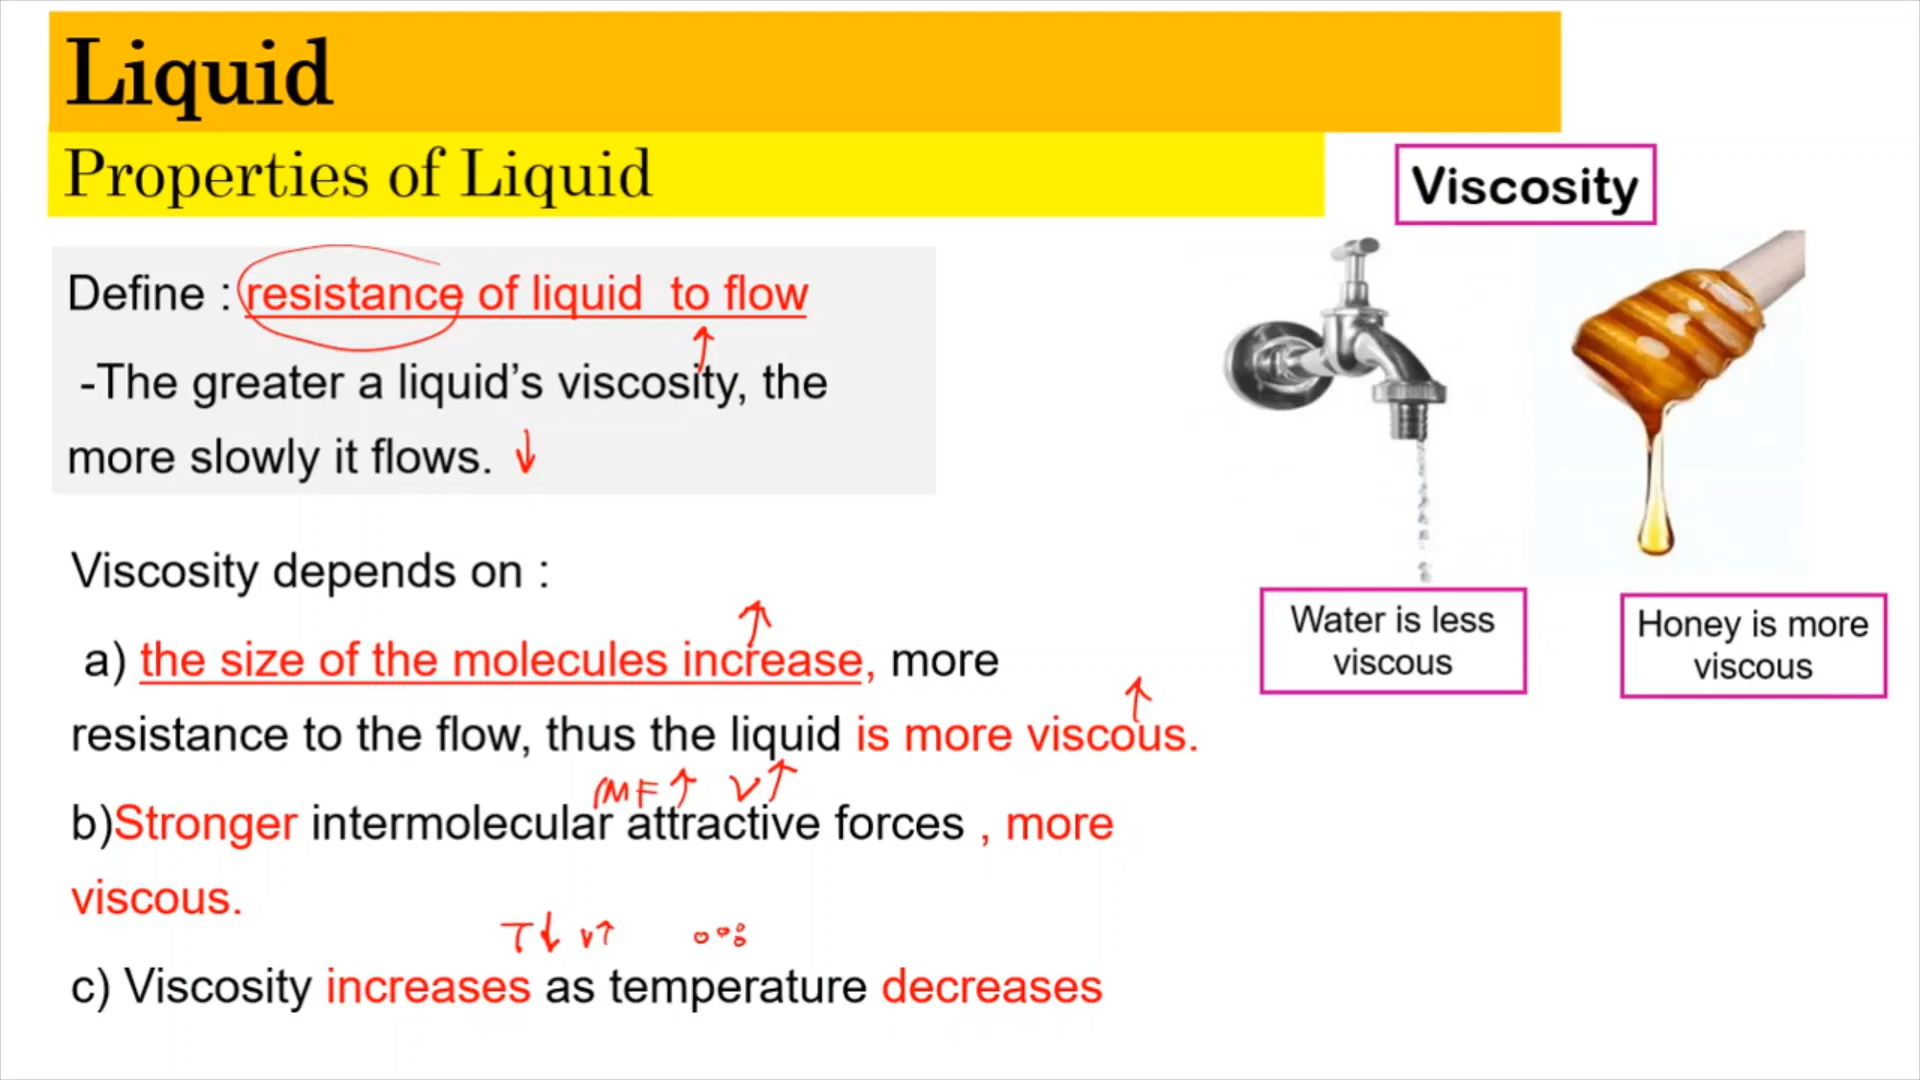 Liquid
Properties of Liquid
Viscosity
Define : resistance of liquid to flow
-The greater a liquid's viscosity, the
more slowly it flows. ↓
Viscosity depends on :
a) the size of the molecules increase, more
resistance to the flow, thus the liquid is more viscous.
IMF↑ V↑
b)Stronger intermolecular attractive forces , more
viscous.
T↓ v↑
c) Viscosity increases as temperature decreases
Water is less
viscous
Honey is more
viscous